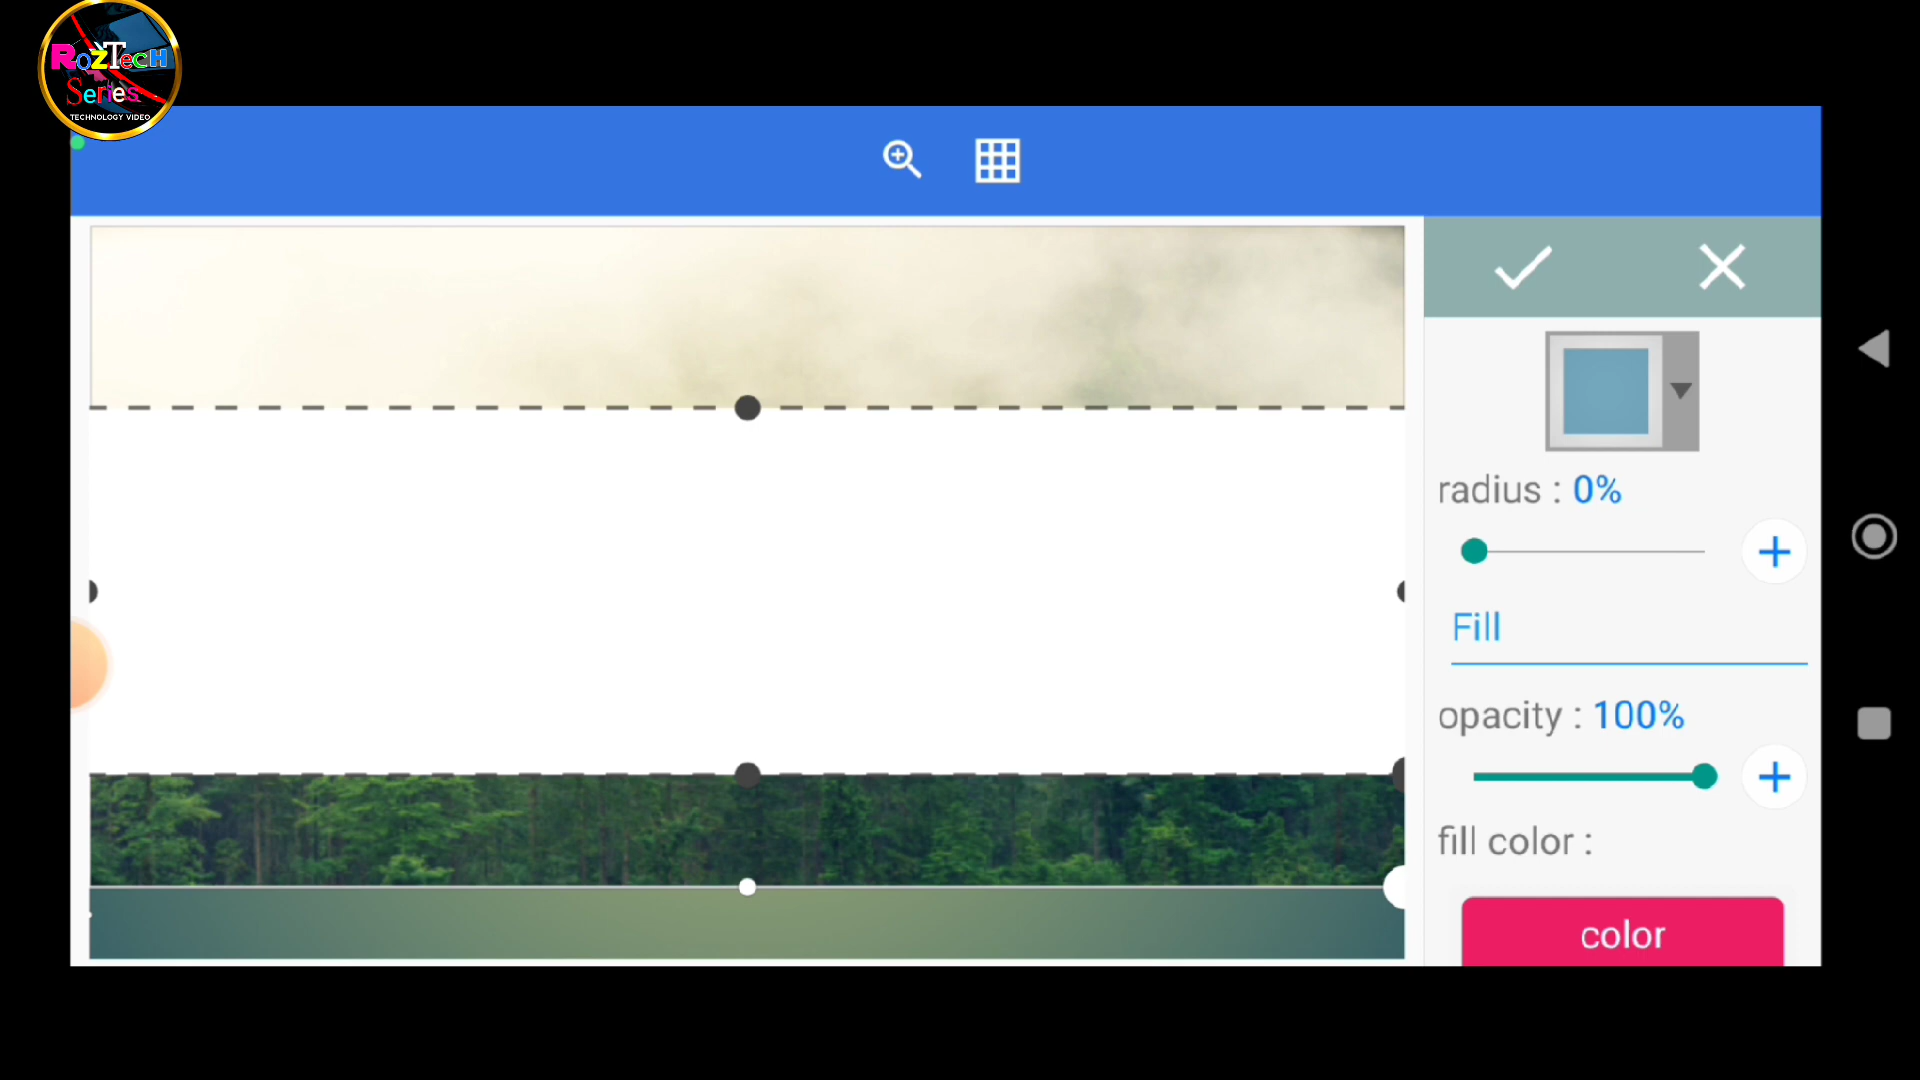 RozTech
Series
TECHNOLOGY VIDEO
radius : 0%
Fill
opacity : 100%
fill color :
color